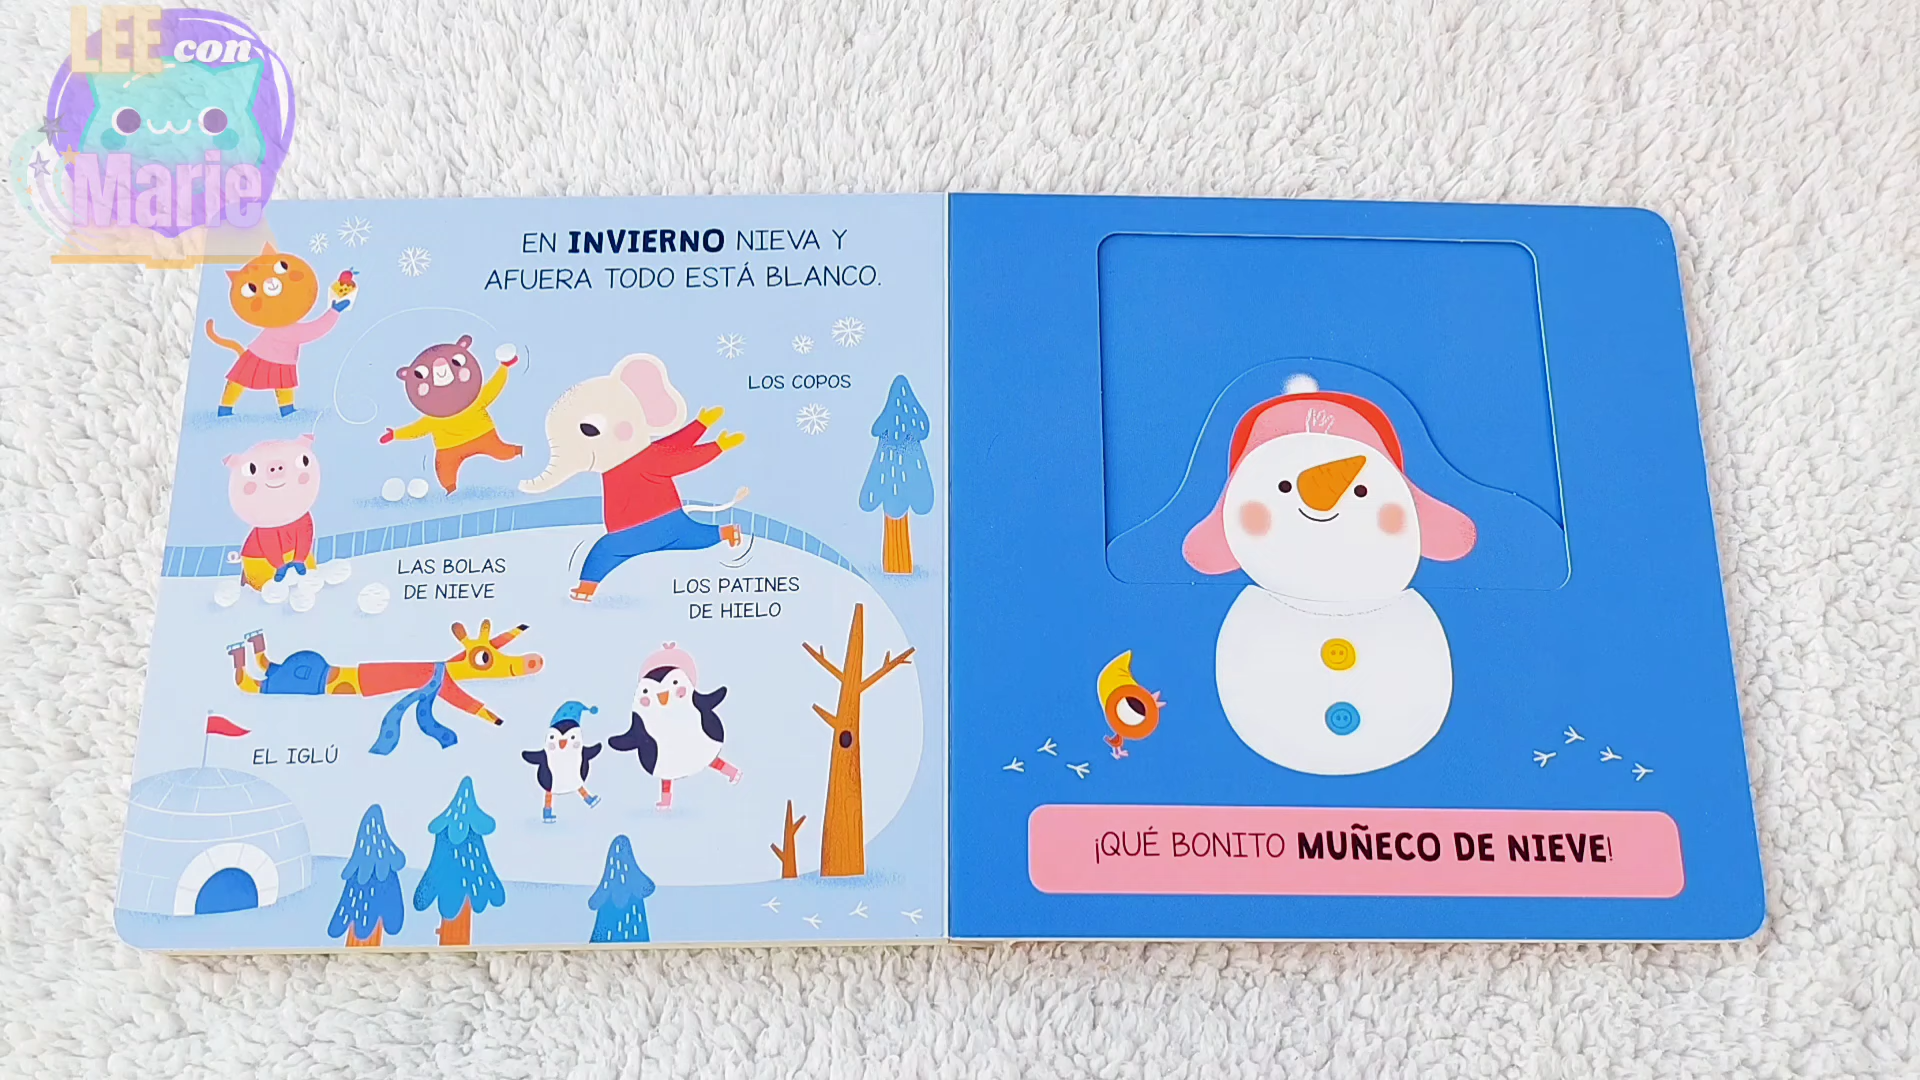 LEE con
Marie
EN INVIERNO NIEVA Y
AFUERA TODO ESTÁ BLANCO.
LOS COPOS
LAS BOLAS
DE NIEVE
LOS PATINES
DE HIELO
EL IGLÚ
¡QUÉ BONITO MUÑECO DE NIEVE!